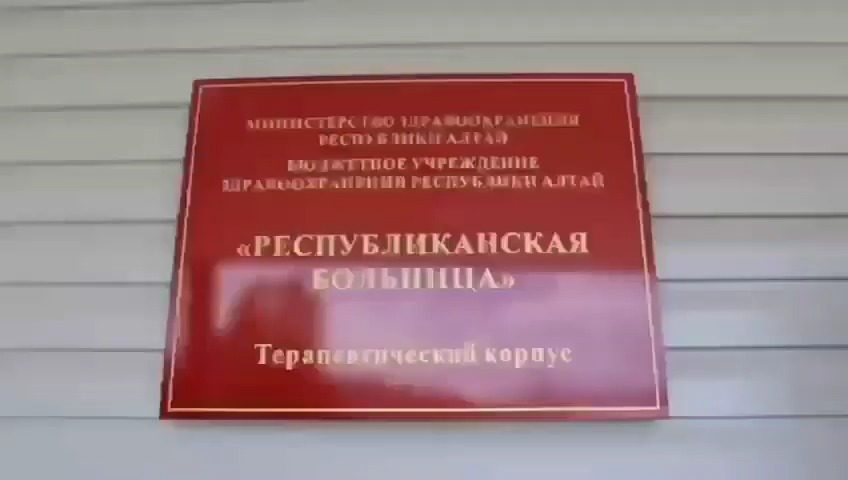 МИНИСТЕРСТВО ЗДРАВООХРАНЕНИЯ
РЕСПУБЛИКИ АЛТАЙ
БЮДЖЕТНОЕ УЧРЕЖДЕНИЕ
ЗДРАВООХРАНЕНИЯ РЕСПУБЛИКИ АЛТАЙ
«РЕСПУБЛИКАНСКАЯ
БОЛЬНИЦА»
Терапевтический корпус